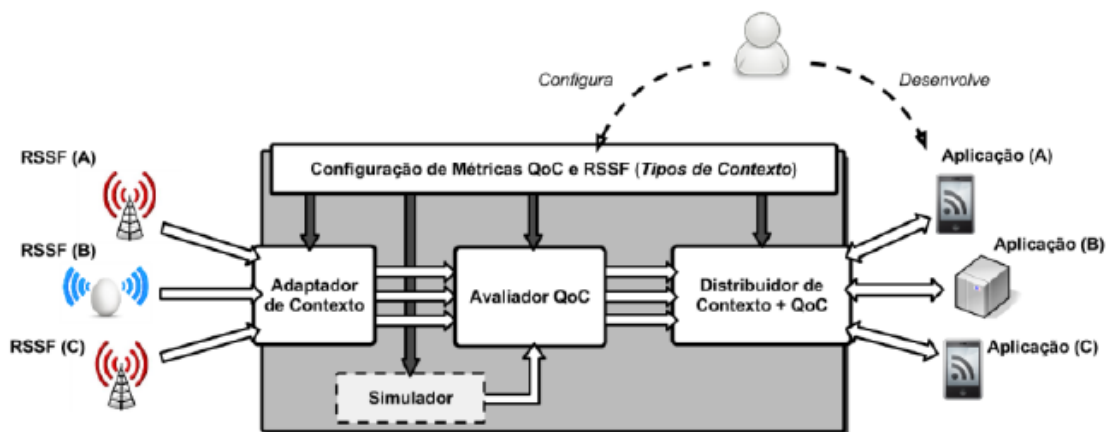 Configura
Desenvolve
RSSF (A)
Configuração de Métricas QoC e RSSF (Tipos de Contexto)
Aplicação (A)
RSSF (B)
Adaptador
de Contexto
Avaliador QoC
Distribuidor de
Contexto + QoC
Aplicação (B)
RSSF (C)
Aplicação (C)
Simulador